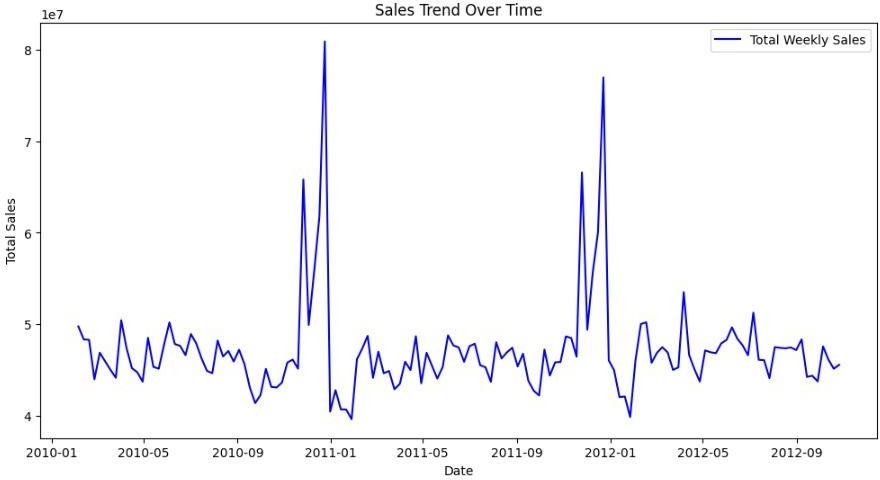 Sales Trend Over Time
1e7
Total Weekly Sales
8
7
6
5
4
Total Sales
2010-01 2010-05 2010-09 2011-01 2011-05 2011-09 2012-01 2012-05 2012-09
Date